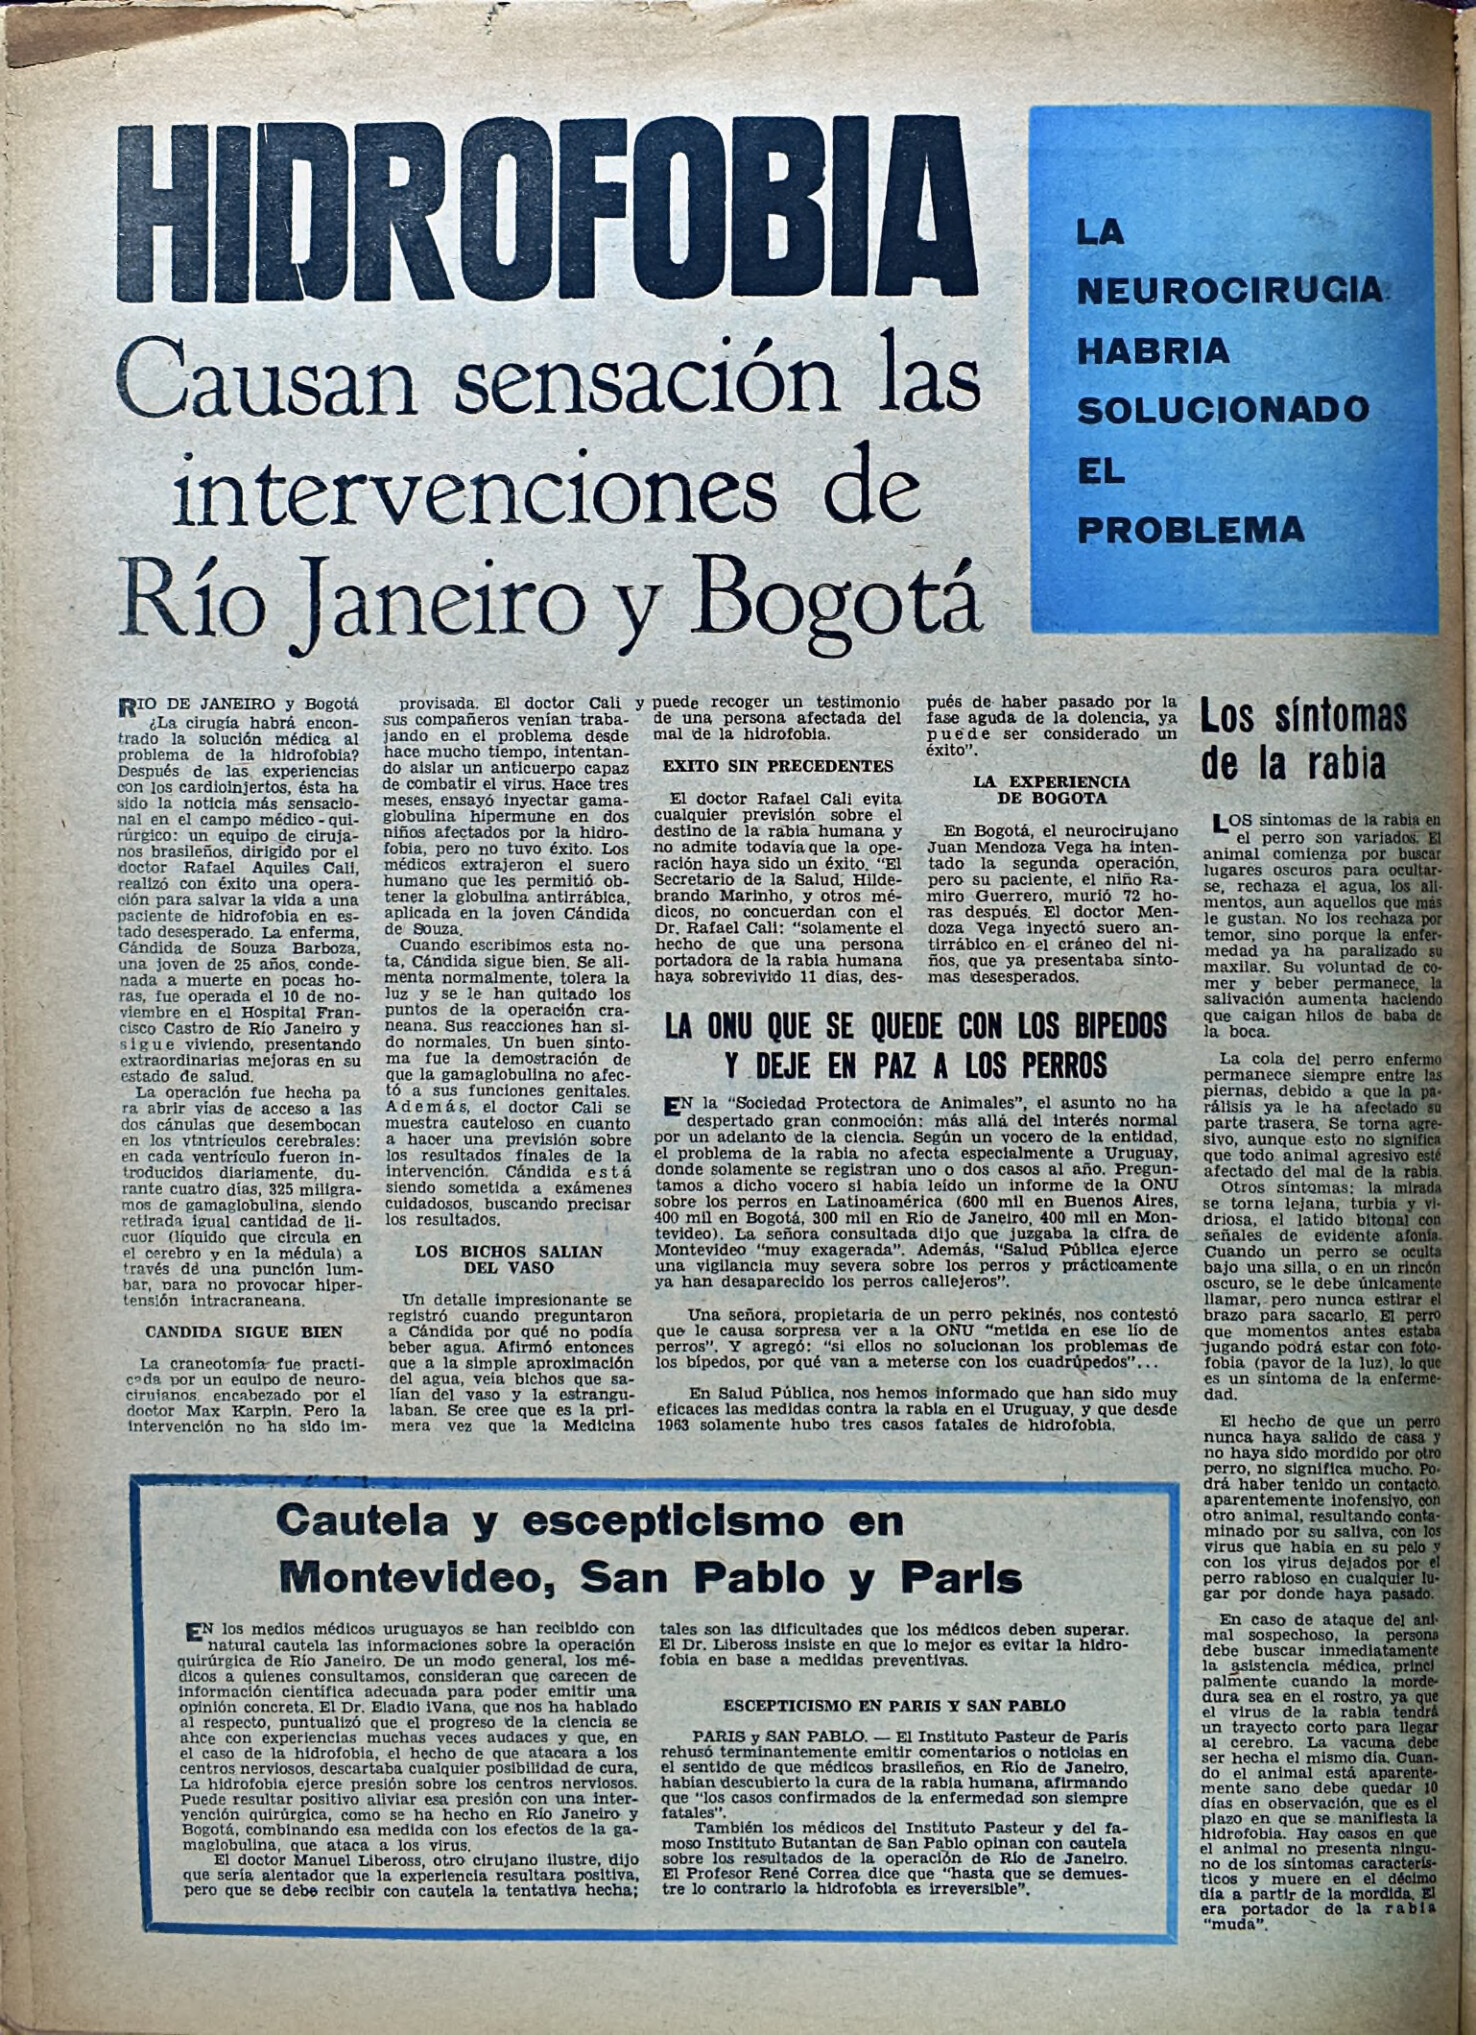 HIDROFOBIA
Causan sensación las
intervenciones de
Río Janeiro y Bogotá
LA
NEUROCIRUGIA
HABRIA
SOLUCIONADO
EL
PROBLEMA
RIO DE JANEIRO y Bogotá
¿La cirugía habrá encon-
trado la solución médica al
problema de la hidrofobia?
Después de las experiencias
con los cardioinjertos, ésta ha
sido la noticia más sensacio-
nal en el campo médico-qui-
rúrgico: un equipo de ciruja-
nos brasileños, dirigido por el
doctor Rafael Aquiles Cali,
realizó con éxito una opera-
ción para salvar la vida a una
paciente de hidrofobia en es-
tado desesperado. La enferma,
Cándida de Souza Barboza,
una joven de 25 años, conde-
nada a muerte en pocas ho-
ras, fue operada el 10 de no-
viembre en el Hospital Fran-
cisco Castro de Río Janeiro y
sigue viviendo, presentando
extraordinarias mejoras en su
estado de salud.
La operación fue hecha pa
ra abrir vías de acceso a las
dos cánulas que desembocan
en los vtntrículos cerebrales:
en cada ventrículo fueron in-
troducidos diariamente, du-
rante cuatro días, 325 miligra-
mos de gamaglobulina, siendo
retirada igual cantidad de li-
cuor (líquido que circula en
el cerebro y en la médula) a
través de una punción lum-
bar, para no provocar hiper-
tensión intracraneana.
CANDIDA SIGUE BIEN
La craneotomía fue practi-
cada por un equipo de neuro-
cirujanos, encabezado por el
doctor Max Karpin. Pero la
intervención no ha sido im-
provisada. El doctor Cali y
sus compañeros venían traba-
jando en el problema desde
hace mucho tiempo, intentan-
do aislar un anticuerpo capaz
de combatir el virus. Hace tres
meses, ensayó inyectar gama-
globulina hipermune en dos
niños afectados por la hidro-
fobia, pero no tuvo éxito. Los
médicos extrajeron el suero
humano que les permitió ob-
tener la globulina antirrábica,
aplicada en la joven Cándida
de Souza.
Cuando escribimos esta no-
ta, Cándida sigue bien. Se ali-
menta normalmente, tolera la
luz y se le han quitado los
puntos de la operación cra-
neana. Sus reacciones han si-
do normales. Un buen sínto-
ma fue la demostración de
que la gamaglobulina no afec-
tó a sus funciones genitales.
Además, el doctor Cali se
muestra cauteloso en cuanto
a hacer una previsión sobre
los resultados finales de la
intervención. Cándida está
siendo sometida a exámenes
cuidadosos, buscando precisar
los resultados.
LOS BICHOS SALIAN
DEL VASO
Un detalle impresionante se
registró cuando preguntaron
a Cándida por qué no podía
beber agua. Afirmó entonces
que a la simple aproximación
del agua, veía bichos que sa-
lían del vaso y la estrangu-
laban. Se cree que es la pri-
mera vez que la Medicina
puede recoger un testimonio
de una persona afectada del
mal de la hidrofobia.
EXITO SIN PRECEDENTES
El doctor Rafael Cali evita
cualquier previsión sobre el
destino de la rabia humana y
no admite todavía que la ope-
ración haya sido un éxito. "El
Secretario de la Salud, Hilde-
brando Marinho, y otros mé-
dicos, no concuerdan con el
Dr. Rafael Cali: "solamente el
hecho de que una persona
portadora de la rabia humana
haya sobrevivido 11 días, des-
pués de haber pasado por la
fase aguda de la dolencia, ya
puede ser considerado un
éxito".
LA EXPERIENCIA
DE BOGOTA
En Bogotá, el neurocirujano
Juan Mendoza Vega ha inten-
tado la segunda operación,
pero su paciente, el niño Ra-
miro Guerrero, murió 72 ho-
ras después. El doctor Men-
doza Vega inyectó suero an-
tirrábico en el cráneo del ni-
ños, que ya presentaba sínto-
mas desesperados.
LA ONU QUE SE QUEDE CON LOS BIPEDOS
Y DEJE EN PAZ A LOS PERROS
EN la "Sociedad Protectora de Animales", el asunto no ha
despertado gran conmoción: más allá del interés normal
por un adelanto de la ciencia. Según un vocero de la entidad,
el problema de la rabia no afecta especialmente a Uruguay,
donde solamente se registran uno o dos casos al año. Pregun-
tamos a dicho vocero si había leído un informe de la ONU
sobre los perros en Latinoamérica (600 mil en Buenos Aires,
400 mil en Bogotá, 300 mil en Río de Janeiro, 400 mil en Mon-
tevideo). La señora consultada dijo que juzgaba la cifra de
Montevideo "muy exagerada". Además, "Salud Pública ejerce
una vigilancia muy severa sobre los perros y prácticamente
ya han desaparecido los perros callejeros".
Una señora, propietaria de un perro pekinés, nos contestó
que le causa sorpresa ver a la ONU "metida en ese lío de
perros". Y agregó: "si ellos no solucionan los problemas de
los bípedos, por qué van a meterse con los cuadrúpedos"...
En Salud Pública, nos hemos informado que han sido muy
eficaces las medidas contra la rabia en el Uruguay, y que desde
1963 solamente hubo tres casos fatales de hidrofobia.
Los síntomas
de la rabia
LOS síntomas de la rabia en
el perro son variados. El
animal comienza por buscar
lugares oscuros para ocultar-
se, rechaza el agua, los ali-
mentos, aun aquellos que más
le gustan. No los rechaza por
temor, sino porque la enfer-
medad ya ha paralizado su
maxilar. Su voluntad de co-
mer y beber permanece, la
salivación aumenta haciendo
que caigan hilos de baba de
la boca.
La cola del perro enfermo
permanece siempre entre las
piernas, debido a que la pa-
rálisis ya le ha afectado su
parte trasera. Se torna agre-
sivo, aunque esto no significa
que todo animal agresivo esté
afectado del mal de la rabia.
Otros síntomas: la mirada
se torna lejana, turbia y vi-
driosa, el latido bitonal con
señales de evidente afonía.
Cuando un perro se oculta
bajo una silla, o en un rincón
oscuro, se le debe únicamente
llamar, pero nunca estirar el
brazo para sacarlo. El perro
que momentos antes estaba
jugando podrá estar con foto-
fobia (pavor de la luz), lo que
es un síntoma de la enferme-
dad.
El hecho de que un perro
nunca haya salido de casa y
no haya sido mordido por otro
perro, no significa mucho. Po-
drá haber tenido un contacto,
aparentemente inofensivo, con
otro animal, resultando conta-
minado por su saliva, con los
virus que había en su pelo y
con los virus dejados por el
perro rabioso en cualquier lu-
gar por donde haya pasado.
En caso de ataque del ani-
mal sospechoso, la persona
debe buscar inmediatamente
la asistencia médica, princi
palmente cuando la morde-
dura sea en el rostro, ya que
el virus de la rabia tendrá
un trayecto corto para llegar
al cerebro. La vacuna debe
ser hecha el mismo día. Cuan-
do el animal está aparente-
mente sano debe quedar 10
días en observación, que es el
plazo en que se manifiesta la
hidrofobia. Hay casos en que
el animal no presenta ningu-
no de los síntomas caracterís-
ticos y muere en el décimo
día a partir de la mordida. El
era portador de la rabia
"muda".
Cautela y escepticismo en
Montevideo, San Pablo y París
EN los medios médicos uruguayos se han recibido con
natural cautela las informaciones sobre la operación
quirúrgica de Río Janeiro. De un modo general, los mé-
dicos a quienes consultamos, consideran que carecen de
información científica adecuada para poder emitir una
opinión concreta. El Dr. Eladio iVana, que nos ha hablado
al respecto, puntualizó que el progreso de la ciencia se
ahce con experiencias muchas veces audaces y que, en
el caso de la hidrofobia, el hecho de que atacara a los
centros nerviosos, descartaba cualquier posibilidad de cura,
La hidrofobia ejerce presión sobre los centros nerviosos.
Puede resultar positivo aliviar esa presión con una inter-
vención quirúrgica, como se ha hecho en Río Janeiro y
Bogotá, combinando esa medida con los efectos de la ga-
maglobulina, que ataca a los virus.
El doctor Manuel Libeross, otro cirujano ilustre, dijo
que sería alentador que la experiencia resultara positiva,
pero que se debe recibir con cautela la tentativa hecha;
tales son las dificultades que los médicos deben superar.
El Dr. Libeross insiste en que lo mejor es evitar la hidro-
fobia en base a medidas preventivas.
ESCEPTICISMO EN PARIS Y SAN PABLO
PARIS y SAN PABLO. — El Instituto Pasteur de París
rehusó terminantemente emitir comentarios o noticias en
el sentido de que médicos brasileños, en Río de Janeiro,
habían descubierto la cura de la rabia humana, afirmando
que "los casos confirmados de la enfermedad son siempre
fatales".
También los médicos del Instituto Pasteur y del fa-
moso Instituto Butantan de San Pablo opinan con cautela
sobre los resultados de la operación de Río de Janeiro.
El Profesor René Correa dice que "hasta que se demues-
tre lo contrario la hidrofobia es irreversible".